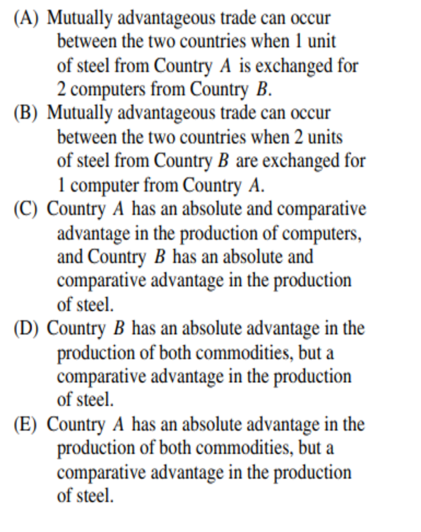 (A) Mutually advantageous trade can occur
between the two countries when 1 unit
of steel from Country A is exchanged for
2 computers from Country B.
(B) Mutually advantageous trade can occur
between the two countries when 2 units
of steel from Country B are exchanged for
1 computer from Country A.
(C) Country A has an absolute and comparative
advantage in the production of computers,
and Country B has an absolute and
comparative advantage in the production
of steel.
(D) Country B has an absolute advantage in the
production of both commodities, but a
comparative advantage in the production
of steel.
(E) Country A has an absolute advantage in the
production of both commodities, but a
comparative advantage in the production
of steel.